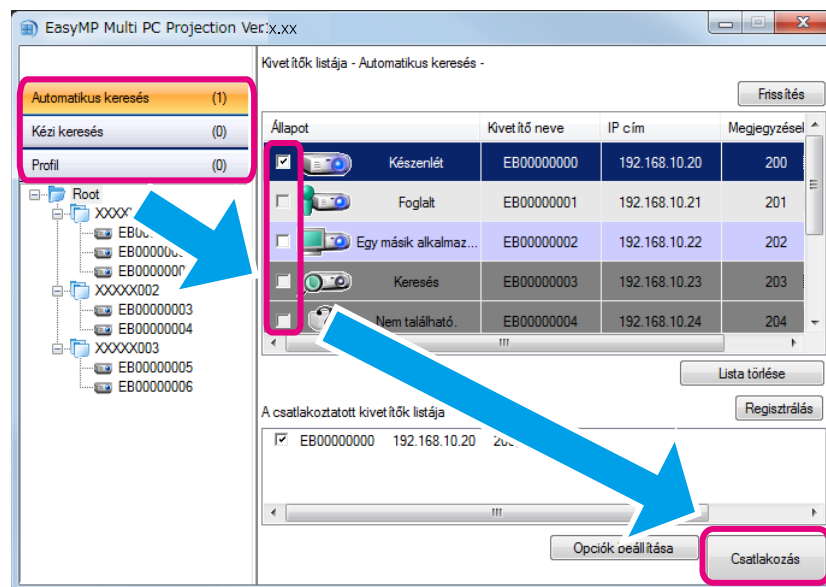 EasyMP Multi PC Projection Ver.x.xx
Kivetítők listája - Automatikus keresés -
Frissítés
Automatikus keresés (1)
Kézi keresés (0)
Profil (0)
Állapot Kivetítő neve IP cím Megjegyzések
Készenlét EB00000000 192.168.10.20 200
Foglalt EB00000001 192.168.10.21 201
Egy másik alkalmaz... EB00000002 192.168.10.22 202
Keresés EB00000003 192.168.10.23 203
Nem található. EB00000004 192.168.10.24 204
Root
XXXXX002
EB00000003
EB00000004
XXXXX003
EB00000005
EB00000006
Lista törlése
A csatlakoztatott kivetítők listája
Regisztrálás
EB00000000 192.168.10.20
Opciók beállítása
Csatlakozás